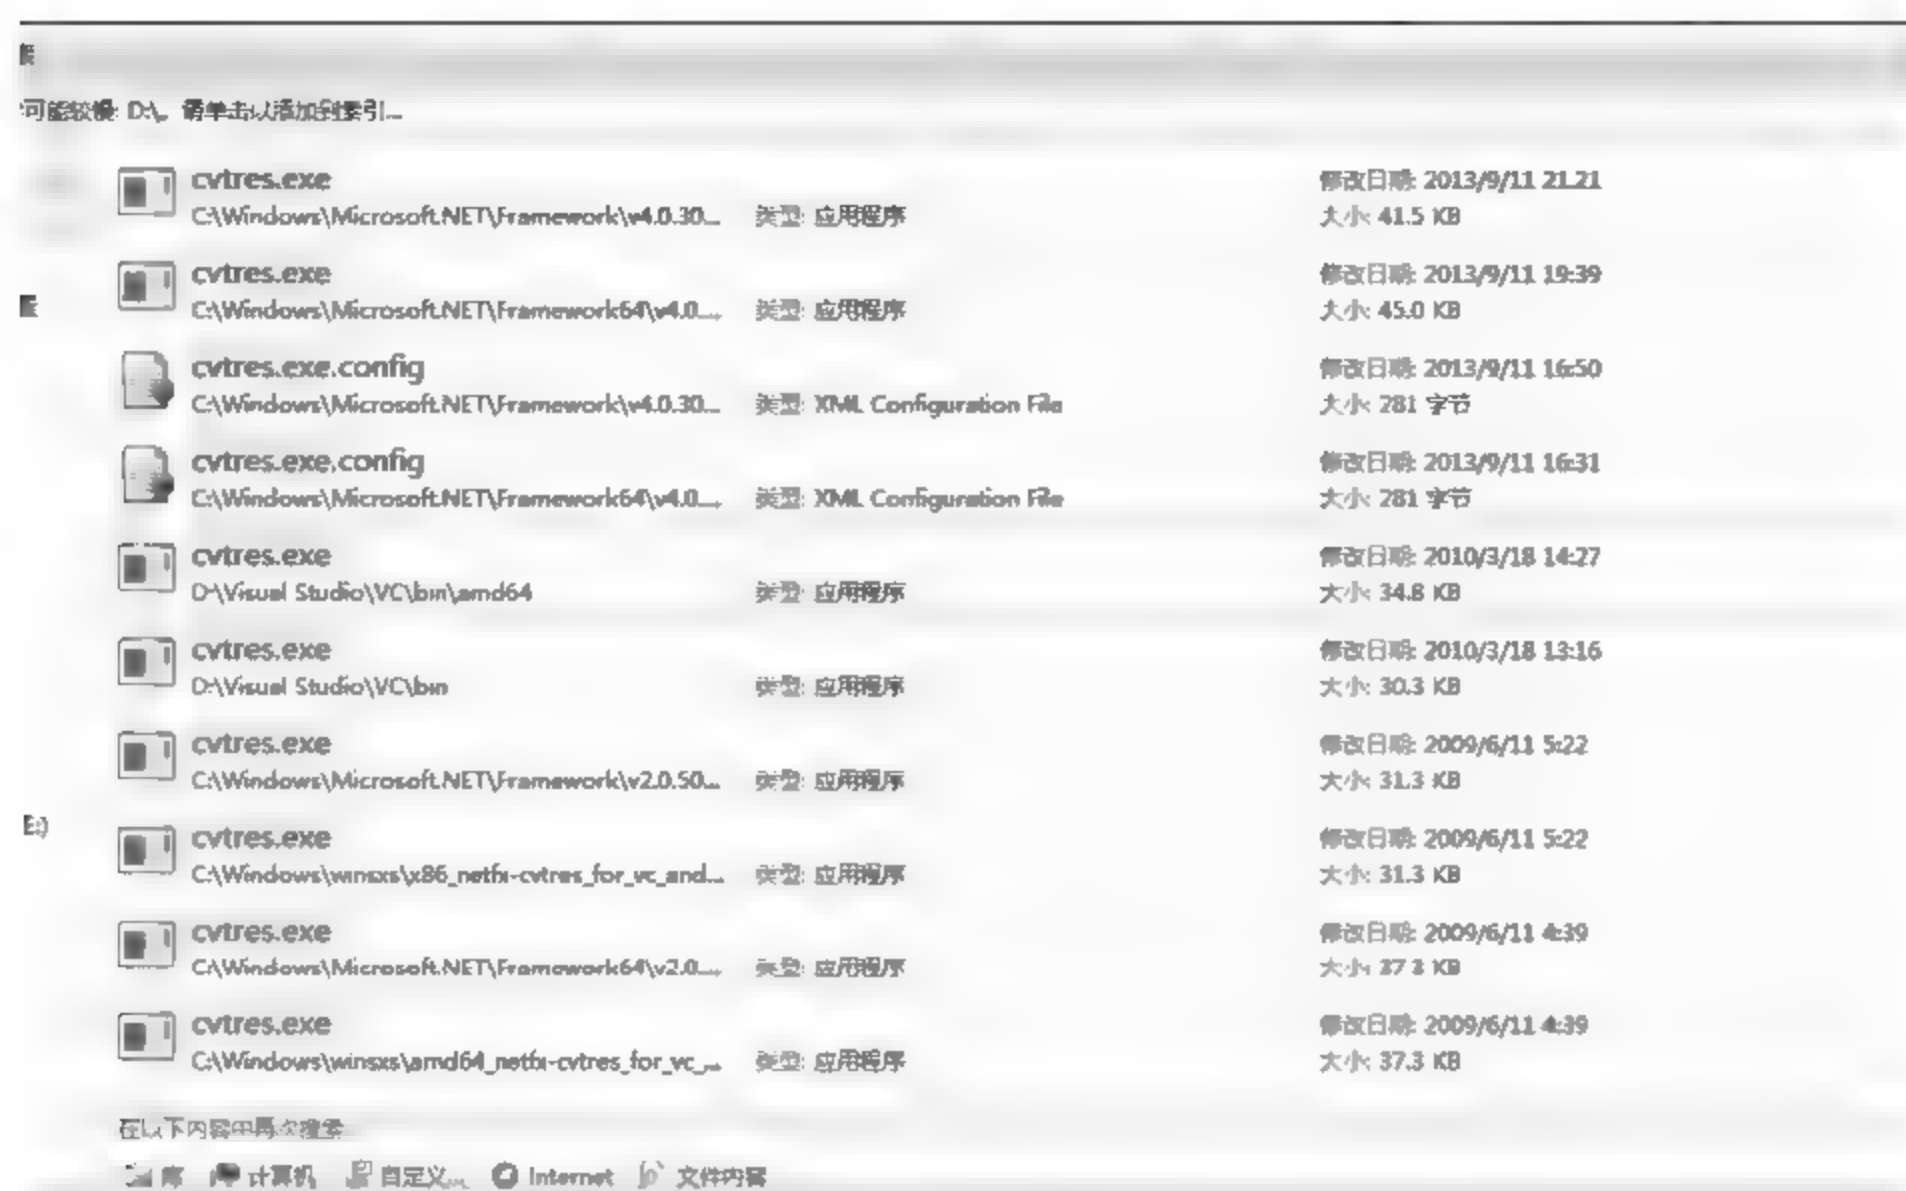 可能较慢: D:\。请单击以添加到索引...
cvtres.exe
修改日期: 2013/9/11 21:21
C:\Windows\Microsoft.NET\Framework\v4.0.30...
类型: 应用程序
大小: 41.5 KB
cvtres.exe
修改日期: 2013/9/11 19:39
C:\Windows\Microsoft.NET\Framework64\v4.0....
类型: 应用程序
大小: 45.0 KB
cvtres.exe.config
修改日期: 2013/9/11 16:50
C:\Windows\Microsoft.NET\Framework\v4.0.30...
类型: XML Configuration File
大小: 281 字节
cvtres.exe.config
修改日期: 2013/9/11 16:31
C:\Windows\Microsoft.NET\Framework64\v4.0....
类型: XML Configuration File
大小: 281 字节
cvtres.exe
修改日期: 2010/3/18 14:27
D:\Visual Studio\VC\bin\amd64
类型: 应用程序
大小: 34.8 KB
cvtres.exe
修改日期: 2010/3/18 13:16
D:\Visual Studio\VC\bin
类型: 应用程序
大小: 30.3 KB
cvtres.exe
修改日期: 2009/6/11 5:22
C:\Windows\Microsoft.NET\Framework\v2.0.50...
类型: 应用程序
大小: 31.3 KB
E:)
cvtres.exe
修改日期: 2009/6/11 5:22
C:\Windows\winsxs\x86_netfx-cvtres_for_vc_and...
类型: 应用程序
大小: 31.3 KB
cvtres.exe
修改日期: 2009/6/11 4:39
C:\Windows\Microsoft.NET\Framework64\v2.0....
类型: 应用程序
大小: 37.3 KB
cvtres.exe
修改日期: 2009/6/11 4:39
C:\Windows\winsxs\amd64_netfx-cvtres_for_vc_...
类型: 应用程序
大小: 37.3 KB
在以下内容中再次搜索:
库 计算机 自定义... Internet 文件内容